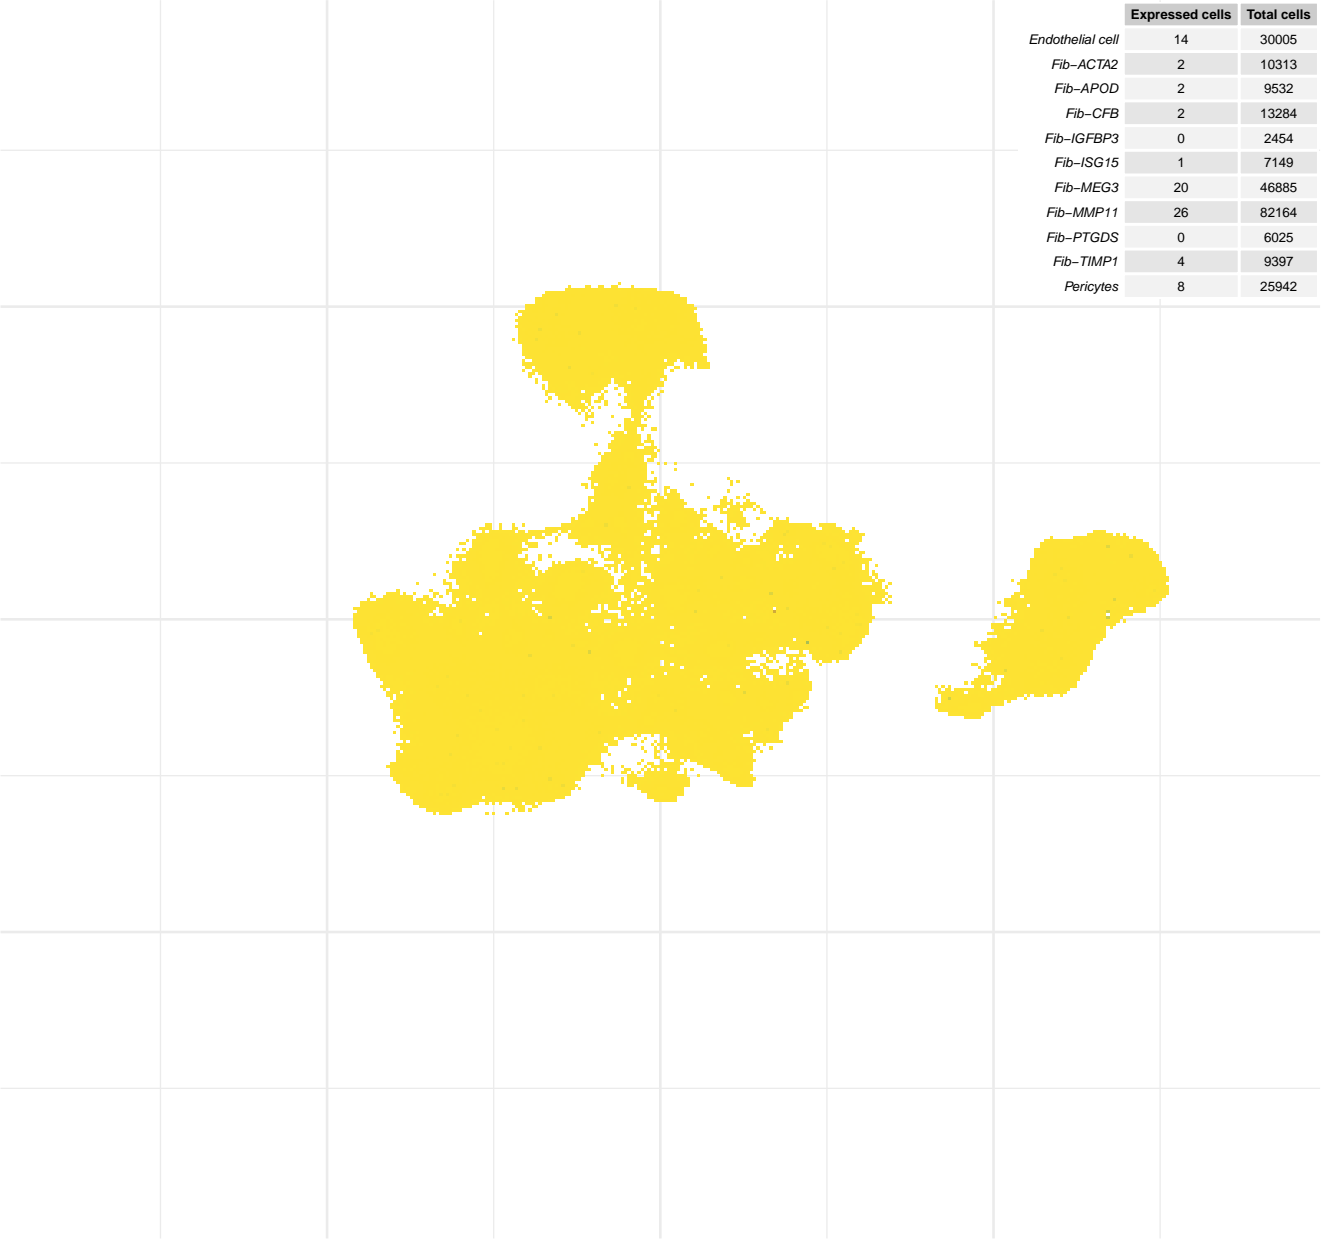 Expressed cells Total cells
Endothelial cell 14 30005
Fib−ACTA2 2 10313
Fib−APOD 2 9532
Fib−CFB 2 13284
Fib−IGFBP3 0 2454
Fib−ISG15 1 7149
Fib−MEG3 20 46885
Fib−MMP11 26 82164
Fib−PTGDS 0 6025
Fib−TIMP1 4 9397
Pericytes 8 25942